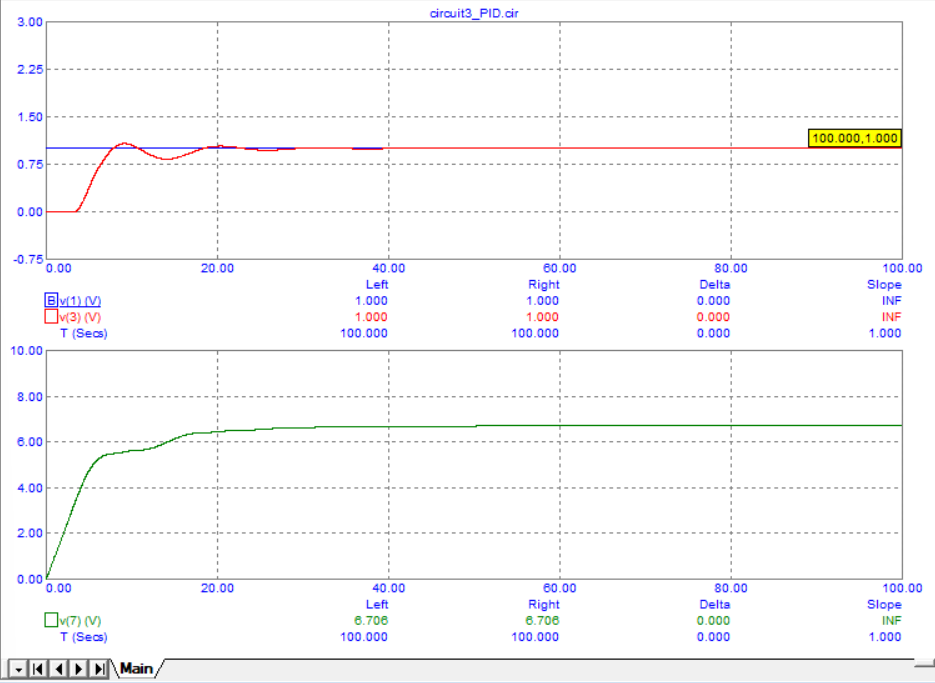 circuit3_PID.cir
3.00
2.25
1.50
100.000,1.000
0.75
0.00
-0.75
0.00 20.00 40.00 60.00 80.00 100.00
Left Right Delta Slope
B v(1) (V) 1.000 1.000 0.000 INF
v(3) (V) 1.000 1.000 0.000 INF
T (Secs) 100.000 100.000 0.000 1.000
10.00
8.00
6.00
4.00
2.00
0.00
0.00 20.00 40.00 60.00 80.00 100.00
Left Right Delta Slope
v(7) (V) 6.706 6.706 0.000 INF
T (Secs) 100.000 100.000 0.000 1.000
Main